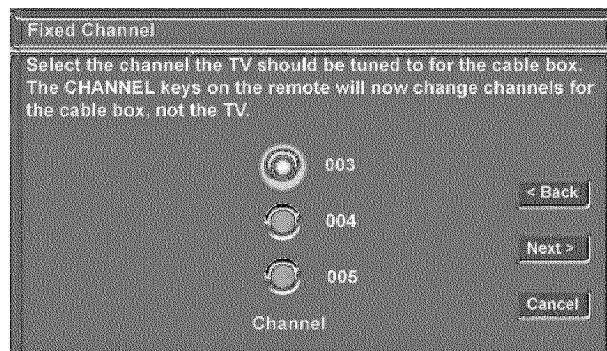 Fixed Channel
Select the channel the TV should be tuned to for the cable box.
The CHANNEL keys on the remote will now change channels for
the cable box, not the TV.
003
< Back
004
Next >
005
Cancel
Channel